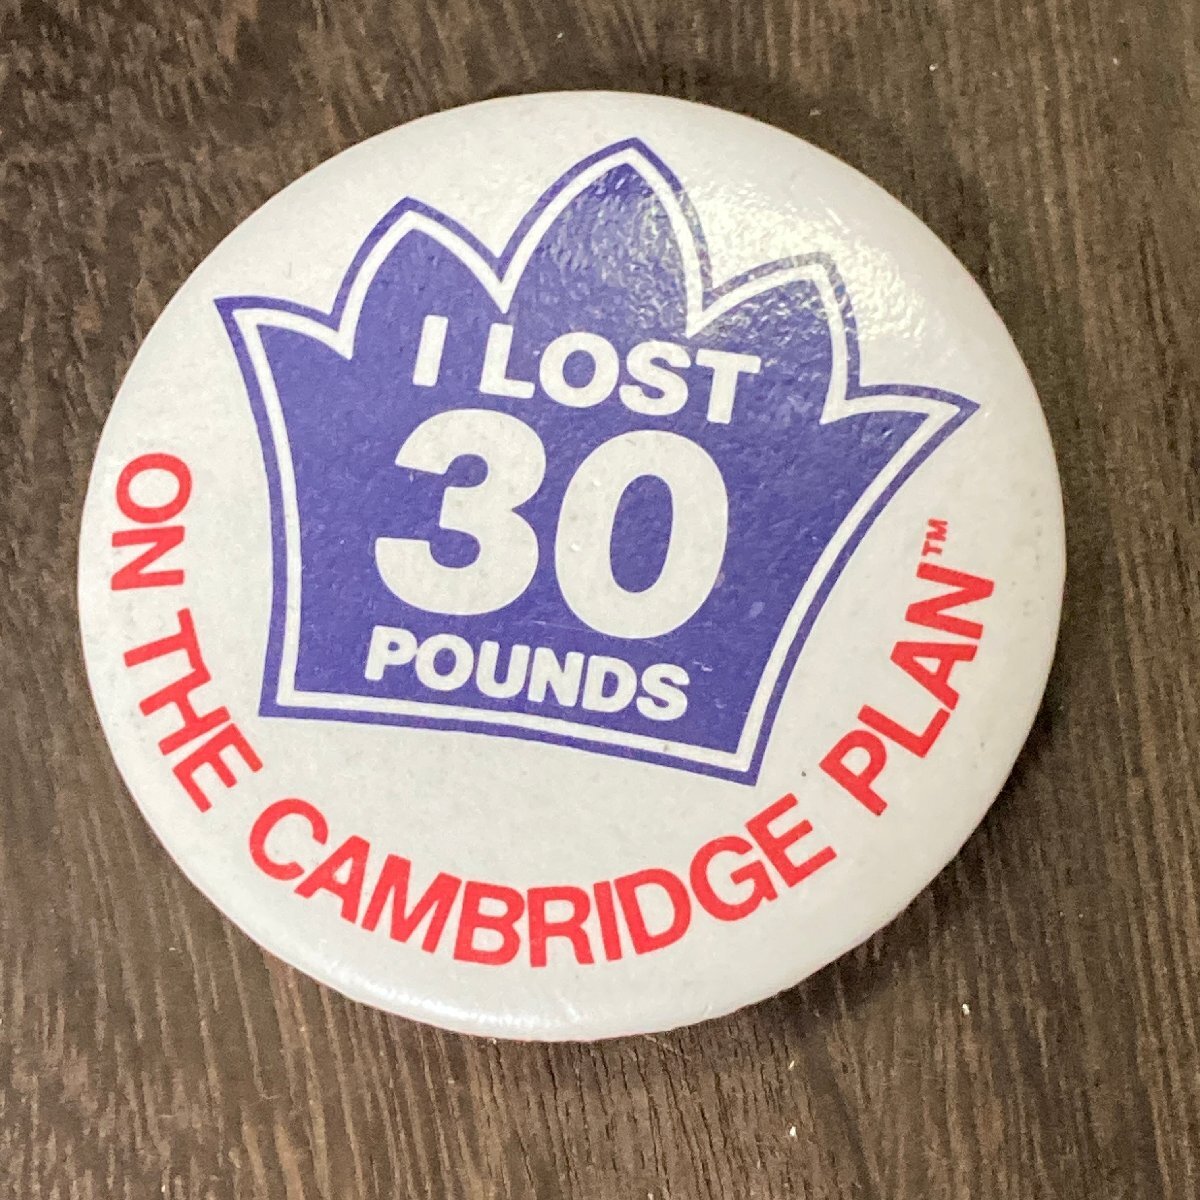 I LOST
30
POUNDS
ON THE CAMBRIDGE PLAN™